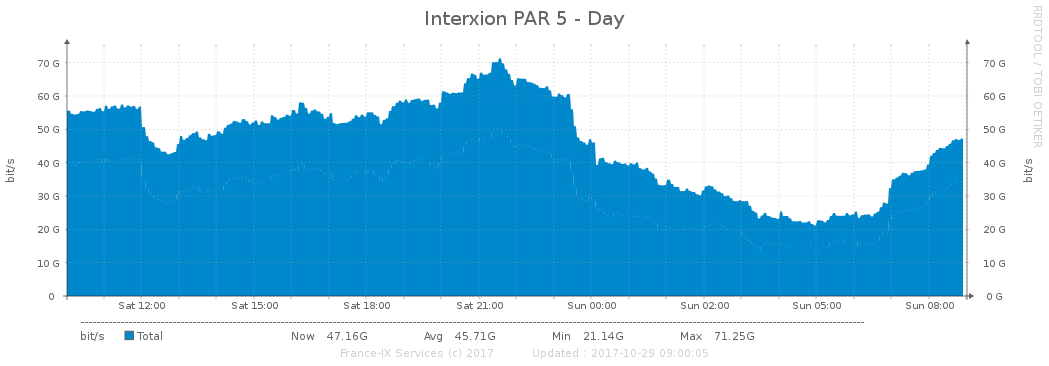 Interxion PAR 5 - Day
RRDTOOL / TOBI OETIKER
bit/s
70 G
60 G
50 G
40 G
30 G
20 G
10 G
0
70 G
60 G
50 G
40 G
30 G
20 G
10 G
0 G
bit/s
Sat 12:00 Sat 15:00 Sat 18:00 Sat 21:00 Sun 00:00 Sun 02:00 Sun 05:00 Sun 08:00
bit/s Total Now 47.16G Avg 45.71G Min 21.14G Max 71.25G
France-IX Services (c) 2017 Updated : 2017-10-29 09:00:05